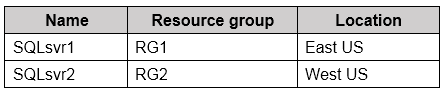 Name Resource group Location
SQLsvr1 RG1 East US
SQLsvr2 RG2 West US